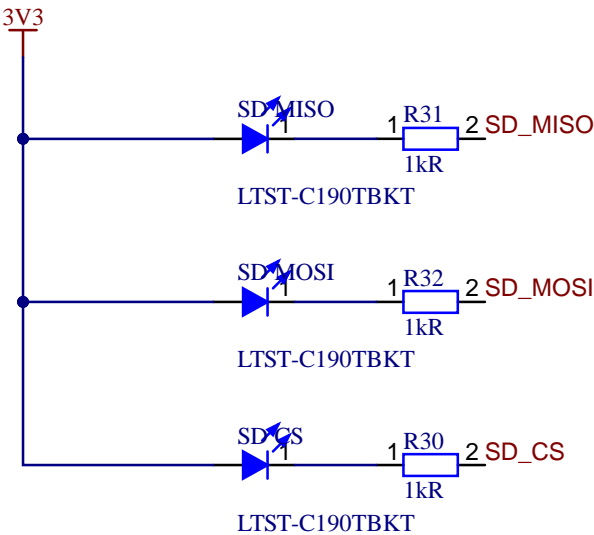 3V3
SD_MISO
1
1
R31
2
SD_MISO
1kR
LTST-C190TBKT
SD_MOSI
1
1
R32
2
SD_MOSI
1kR
LTST-C190TBKT
SD_CS
1
1
R30
2
SD_CS
1kR
LTST-C190TBKT